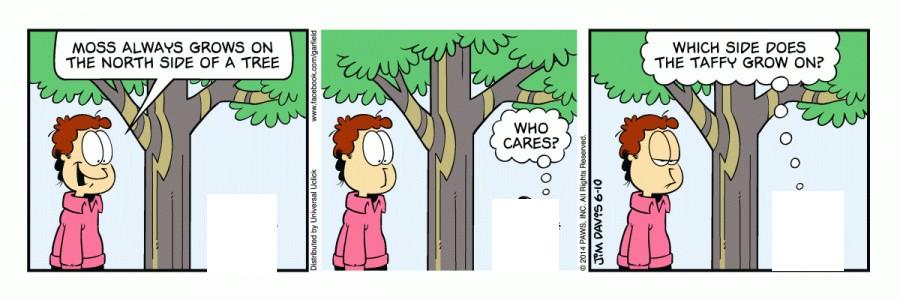 MOSS ALWAYS GROWS ON
THE NORTH SIDE OF A TREE
www.facebook.com/garfield
Distributed by Universal Uclick
WHO
CARES?
© 2014 PAWS, INC. All Rights Reserved.
JIM DAVIS 6-10
WHICH SIDE DOES
THE TAFFY GROW ON?